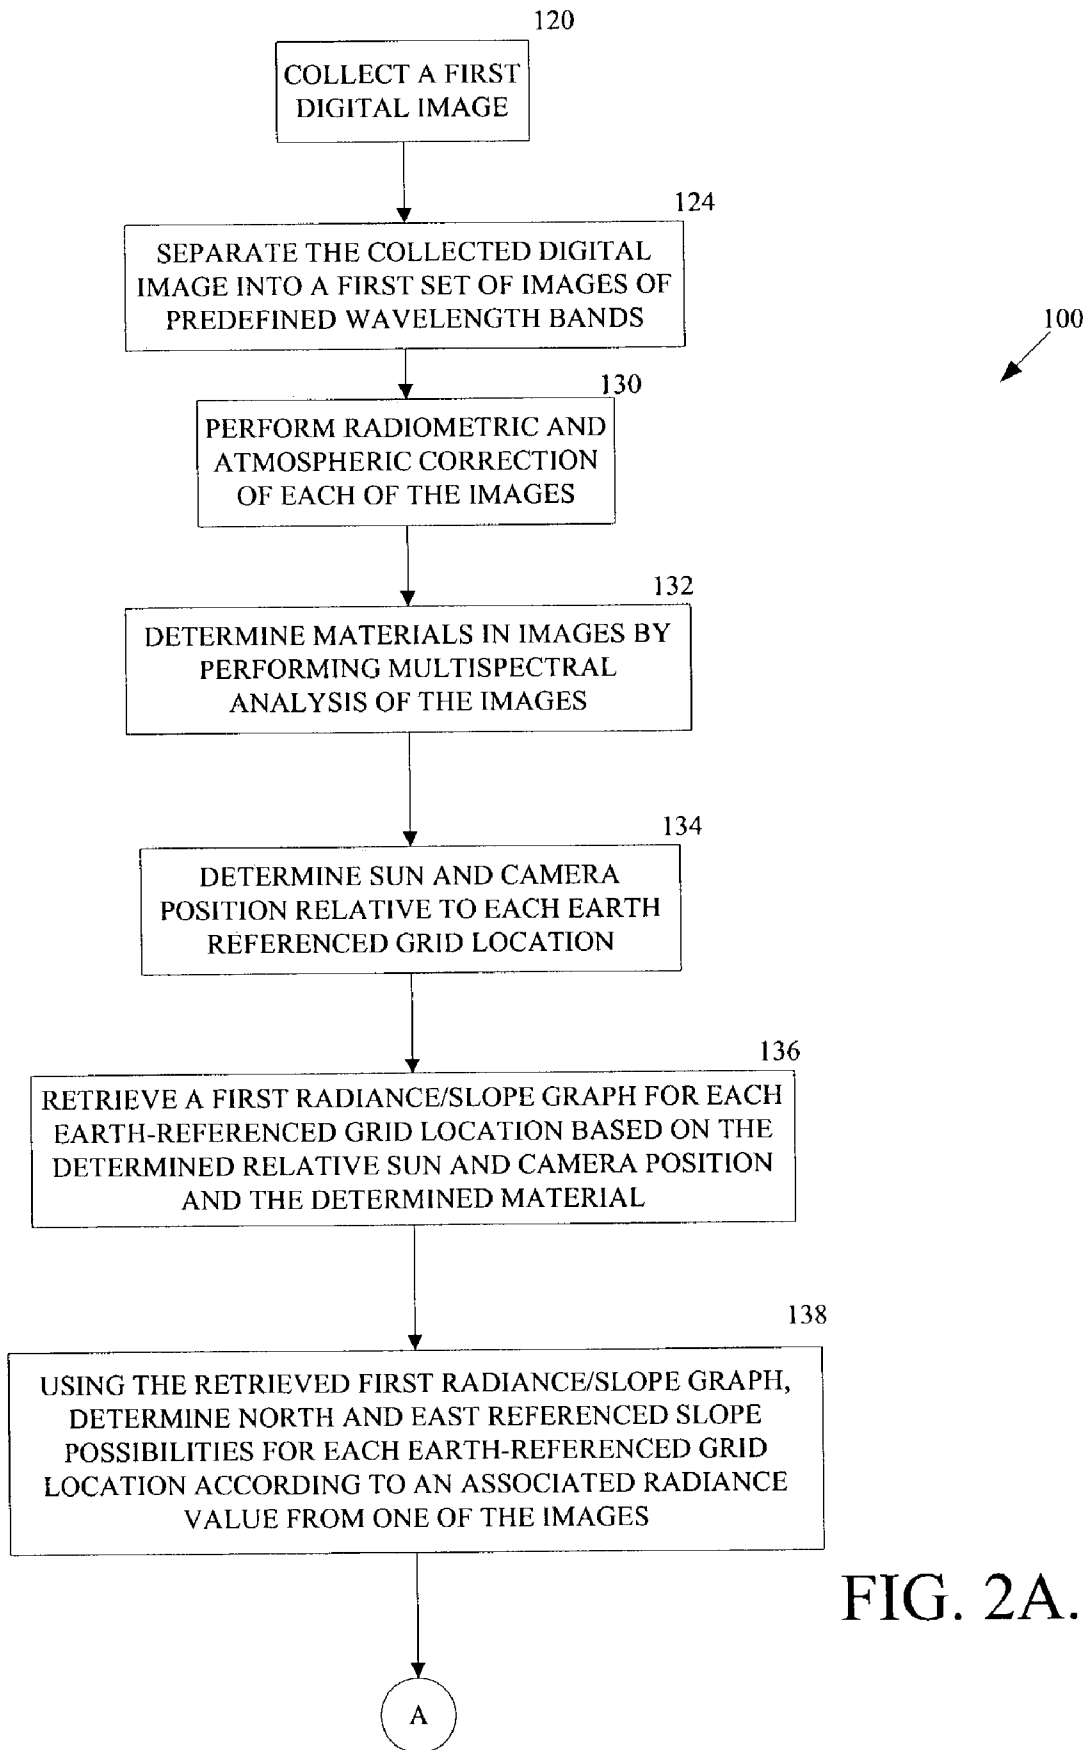 120
COLLECT A FIRST
DIGITAL IMAGE
124
SEPARATE THE COLLECTED DIGITAL
IMAGE INTO A FIRST SET OF IMAGES OF
PREDEFINED WAVELENGTH BANDS
100
130
PERFORM RADIOMETRIC AND
ATMOSPHERIC CORRECTION
OF EACH OF THE IMAGES
132
DETERMINE MATERIALS IN IMAGES BY
PERFORMING MULTISPECTRAL
ANALYSIS OF THE IMAGES
134
DETERMINE SUN AND CAMERA
POSITION RELATIVE TO EACH EARTH
REFERENCED GRID LOCATION
136
RETRIEVE A FIRST RADIANCE/SLOPE GRAPH FOR EACH
EARTH-REFERENCED GRID LOCATION BASED ON THE
DETERMINED RELATIVE SUN AND CAMERA POSITION
AND THE DETERMINED MATERIAL
138
USING THE RETRIEVED FIRST RADIANCE/SLOPE GRAPH,
DETERMINE NORTH AND EAST REFERENCED SLOPE
POSSIBILITIES FOR EACH EARTH-REFERENCED GRID
LOCATION ACCORDING TO AN ASSOCIATED RADIANCE
VALUE FROM ONE OF THE IMAGES
FIG. 2A.
A